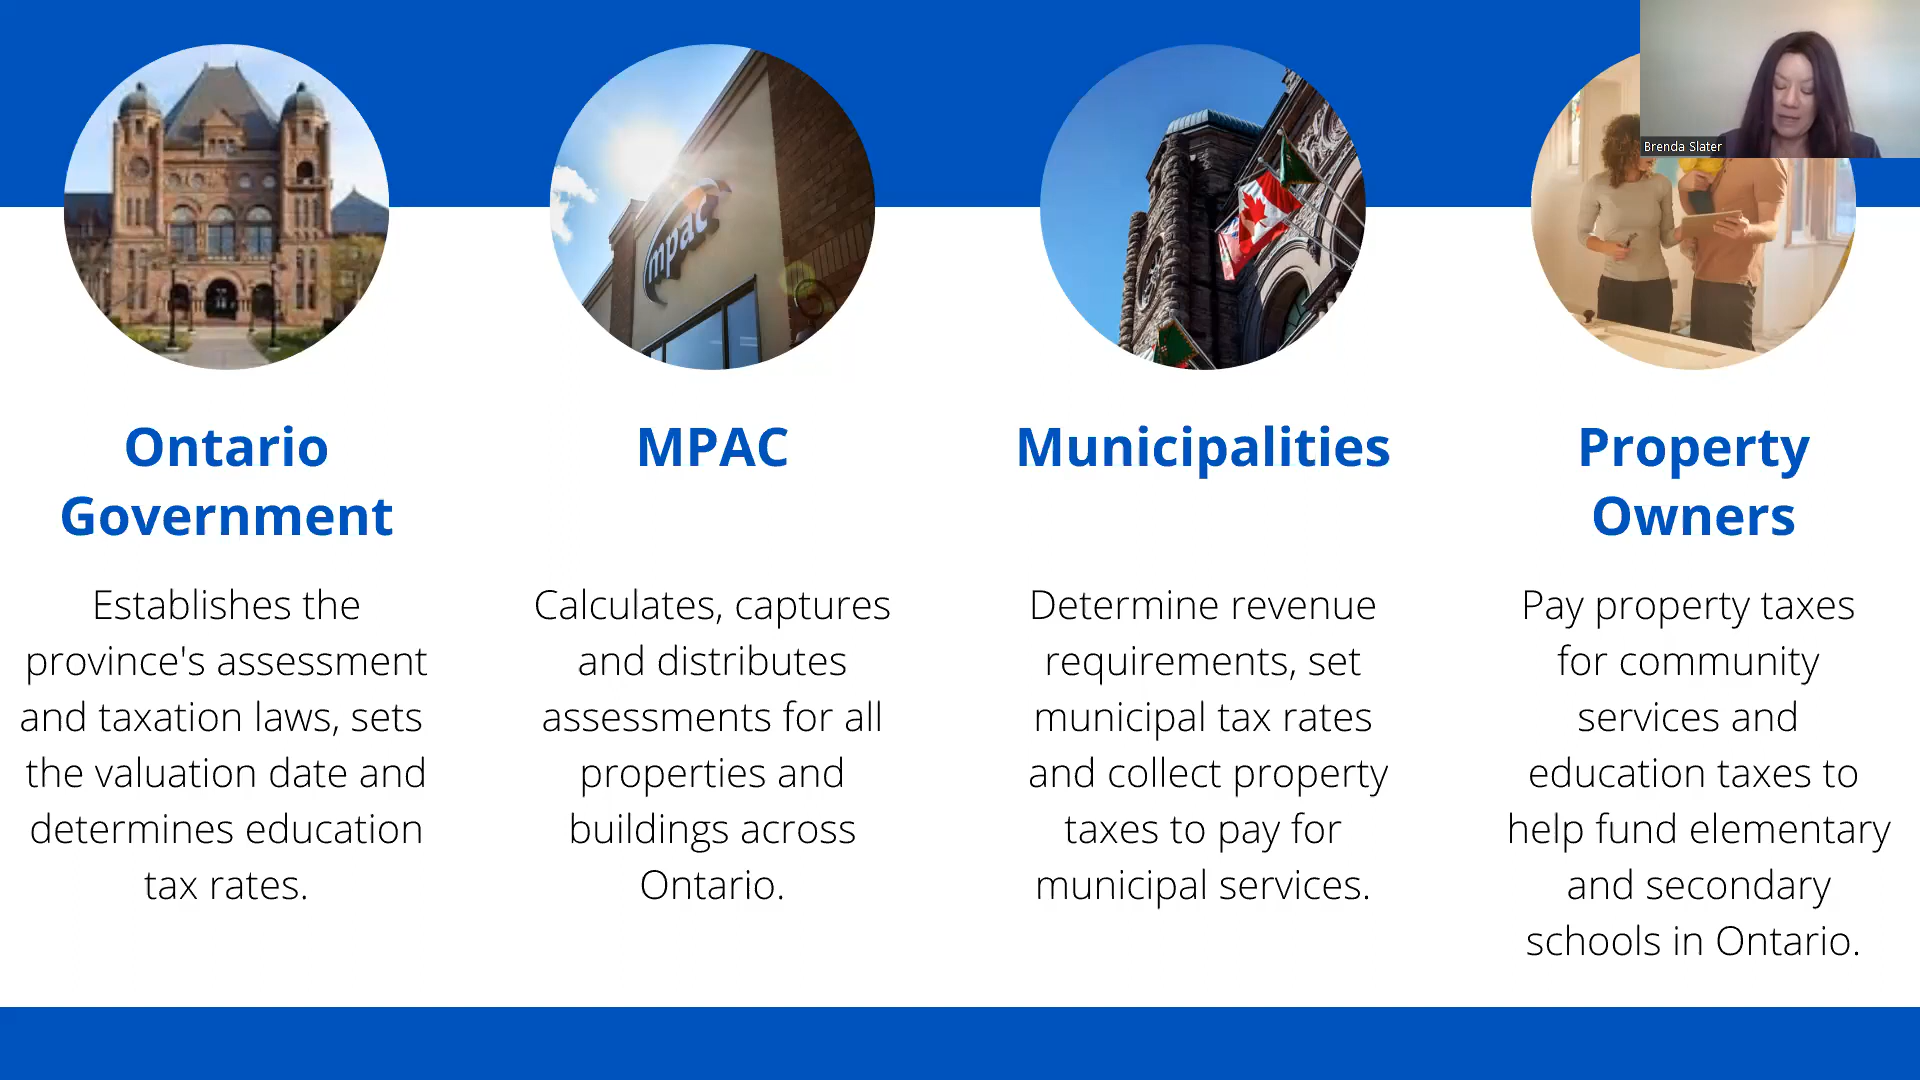 Brenda Slater
mpac
Ontario
Government
Establishes the
province's assessment
and taxation laws, sets
the valuation date and
determines education
tax rates.
MPAC
Calculates, captures
and distributes
assessments for all
properties and
buildings across
Ontario.
Municipalities
Determine revenue
requirements, set
municipal tax rates
and collect property
taxes to pay for
municipal services.
Property
Owners
Pay property taxes
for community
services and
education taxes to
help fund elementary
and secondary
schools in Ontario.